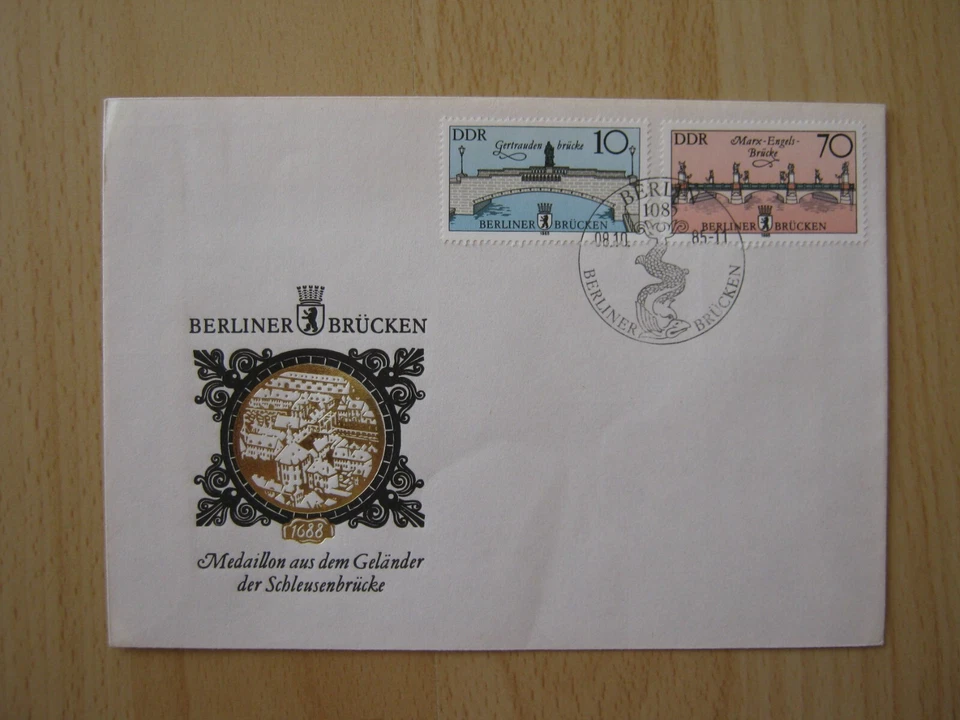 DDR
Gertrauden brücke
10
BERLINER BRÜCKEN
DDR
Marx-Engels-
Brücke
70
BERLINER BRÜCKEN
BERLIN
1085
08.10
85-11
BERLINER BRÜCKEN
BERLINER BRÜCKEN
1688
Medaillon aus dem Geländer
der Schleusenbrücke